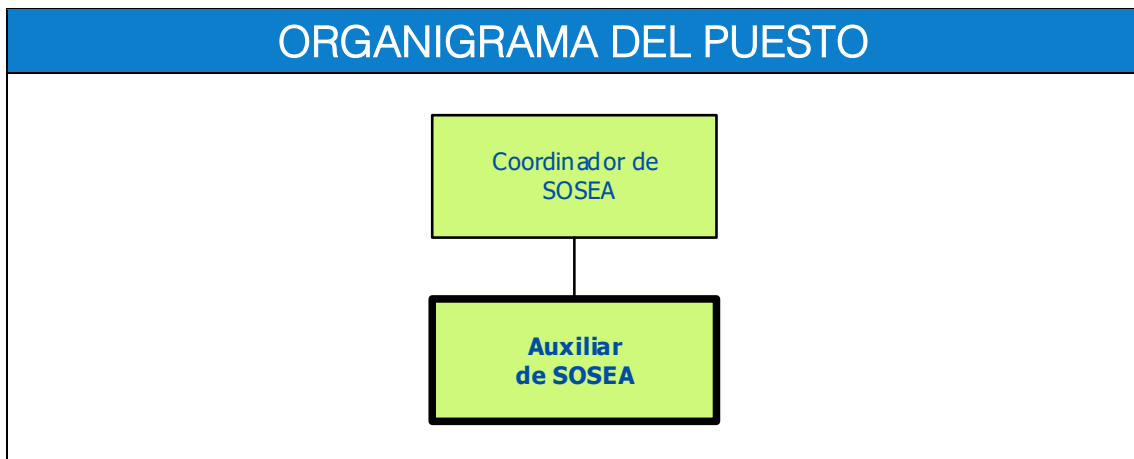 ORGANIGRAMA DEL PUESTO
Coordinador de
SOSEA
Auxiliar
de SOSEA